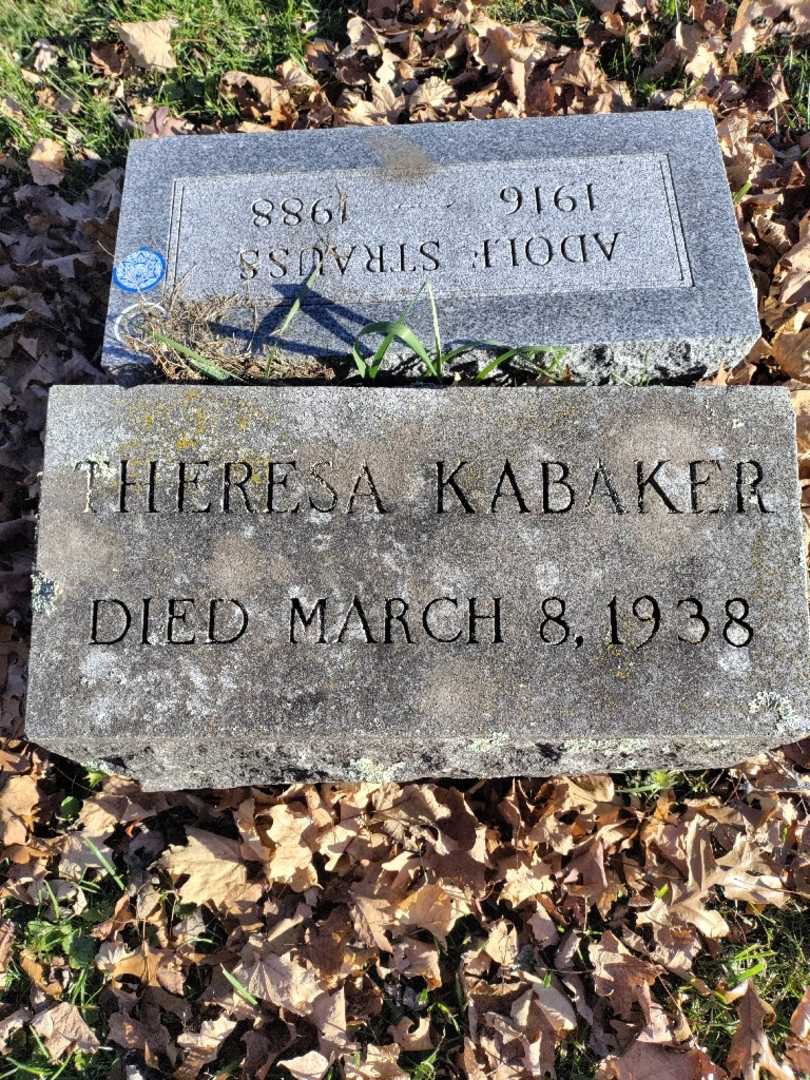 ADOLF STRAUSS
1916 1988
THERESA KABAKER
DIED MARCH 8, 1938